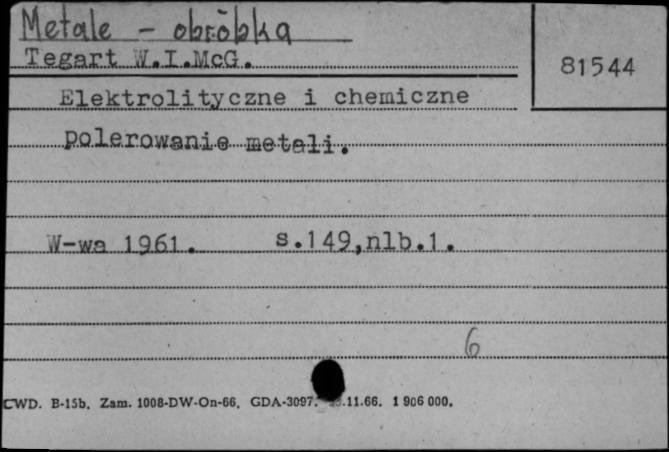 Metale - obróbka
Tegart W.I.McG.
81544
Elektrolityczne i chemiczne
polerowanie metali.
W-wa 1961. s.149,nlb.1.
6
CWD. B-15b. Zam. 1008-DW-On-66. GDA-3097. .11.66. 1 906 000.